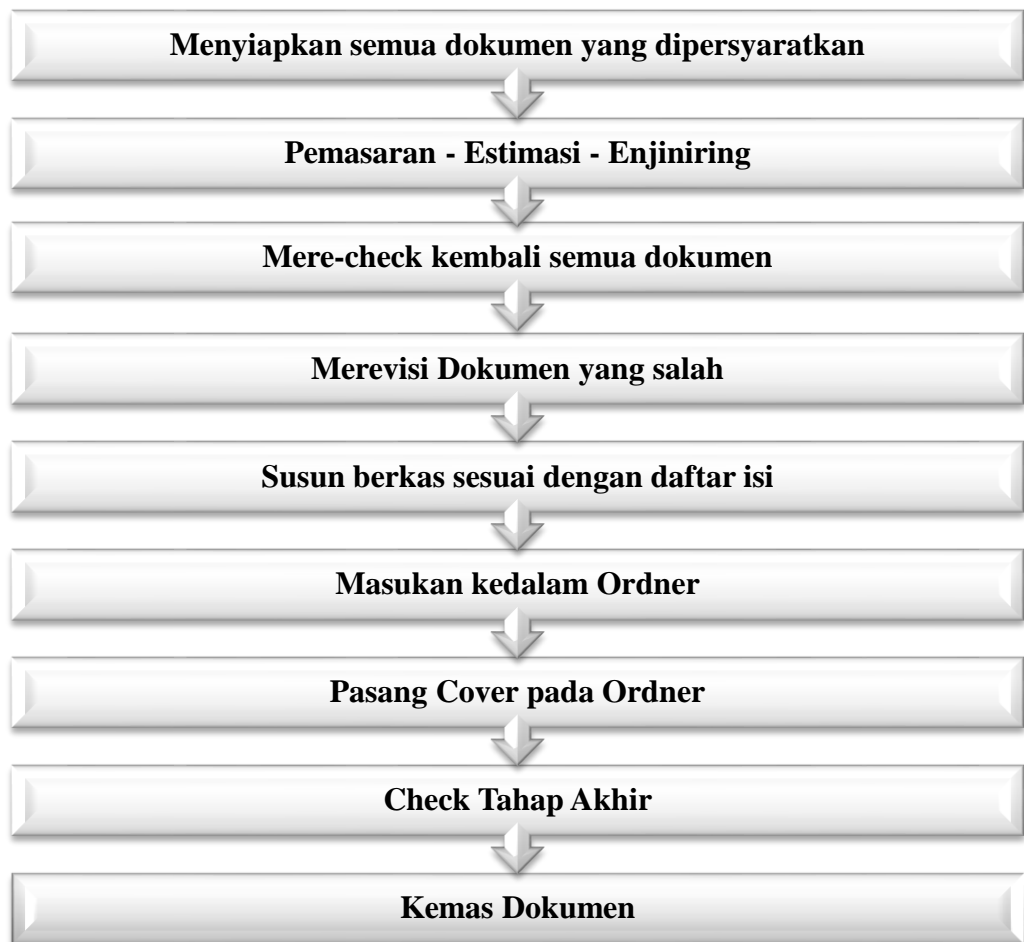 Menyiapkan semua dokumen yang dipersyaratkan
Pemasaran - Estimasi - Enjiniring
Mere-check kembali semua dokumen
Merevisi Dokumen yang salah
Susun berkas sesuai dengan daftar isi
Masukan kedalam Ordner
Pasang Cover pada Ordner
Check Tahap Akhir
Kemas Dokumen